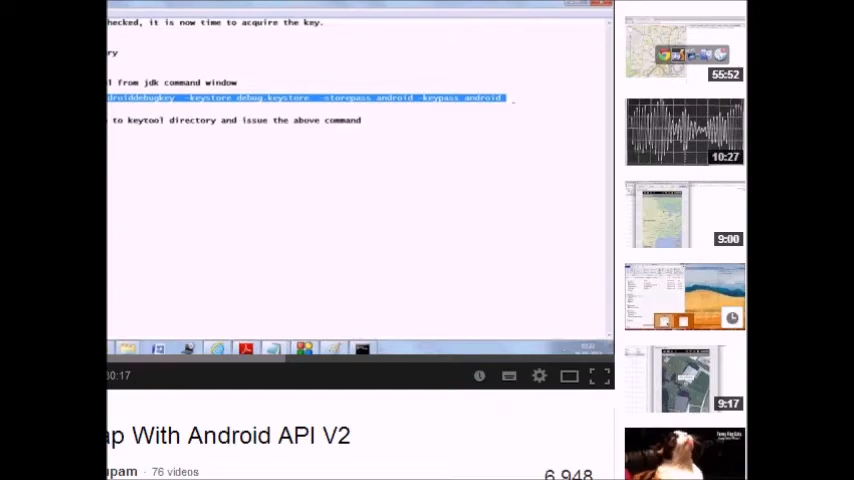 hecked, it is now time to acquire the key.
ry
l from jdk command window
droiddebugkey -keystore debug.keystore -storepass android -keypass android
to keytool directory and issue the above command
0:17
ap With Android API V2
upam · 76 videos
6,948
55:52
10:27
9:00
9:17